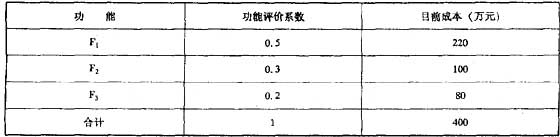 功 能 功能评价系数 目前成本（万元）
F₁ 0.5 220
F₂ 0.3 100
F₃ 0.2 80
合计 1 400